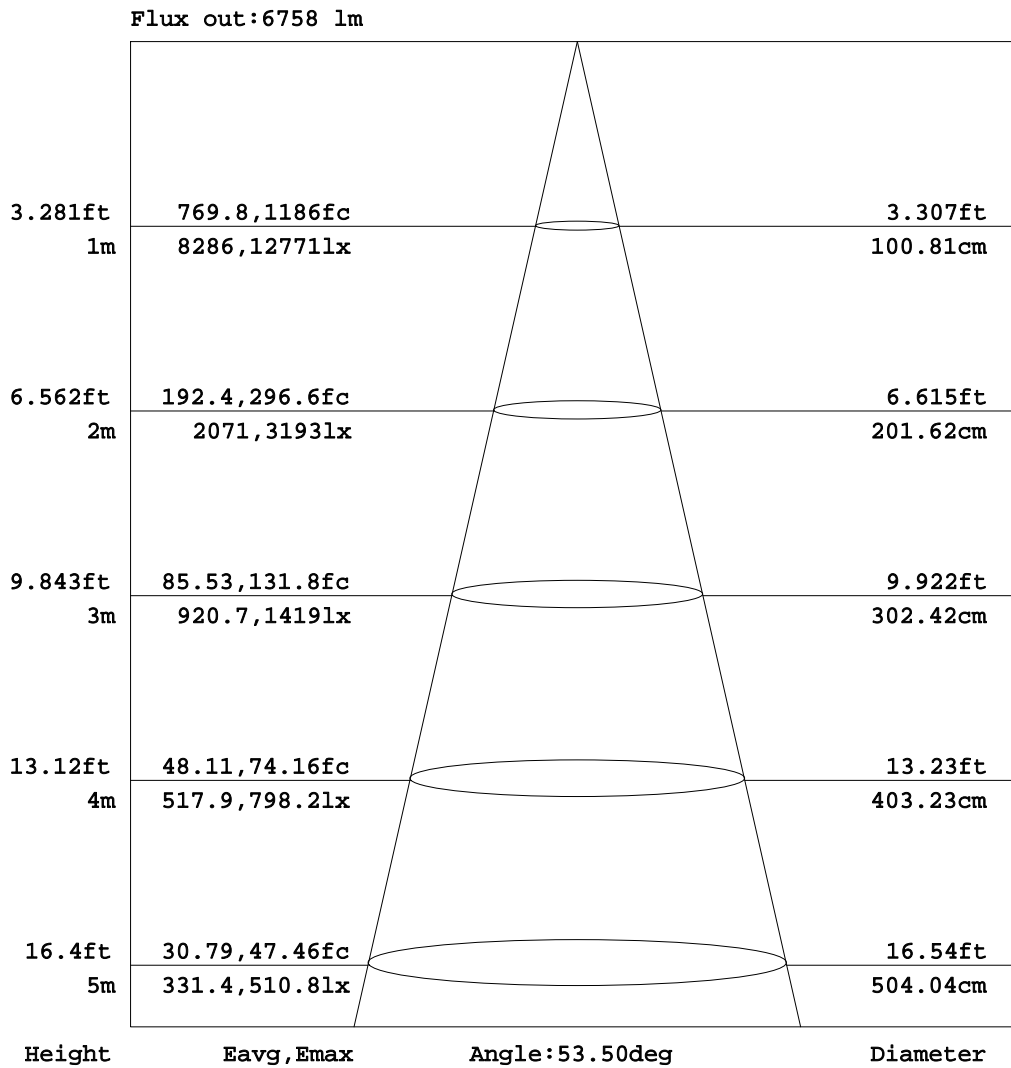 Flux out:6758 lm
3.281ft 769.8,1186fc 3.307ft
1m 8286,12771lx 100.81cm
6.562ft 192.4,296.6fc 6.615ft
2m 2071,3193lx 201.62cm
9.843ft 85.53,131.8fc 9.922ft
3m 920.7,1419lx 302.42cm
13.12ft 48.11,74.16fc 13.23ft
4m 517.9,798.2lx 403.23cm
16.4ft 30.79,47.46fc 16.54ft
5m 331.4,510.8lx 504.04cm
Height Eavg,Emax Angle:53.50deg Diameter